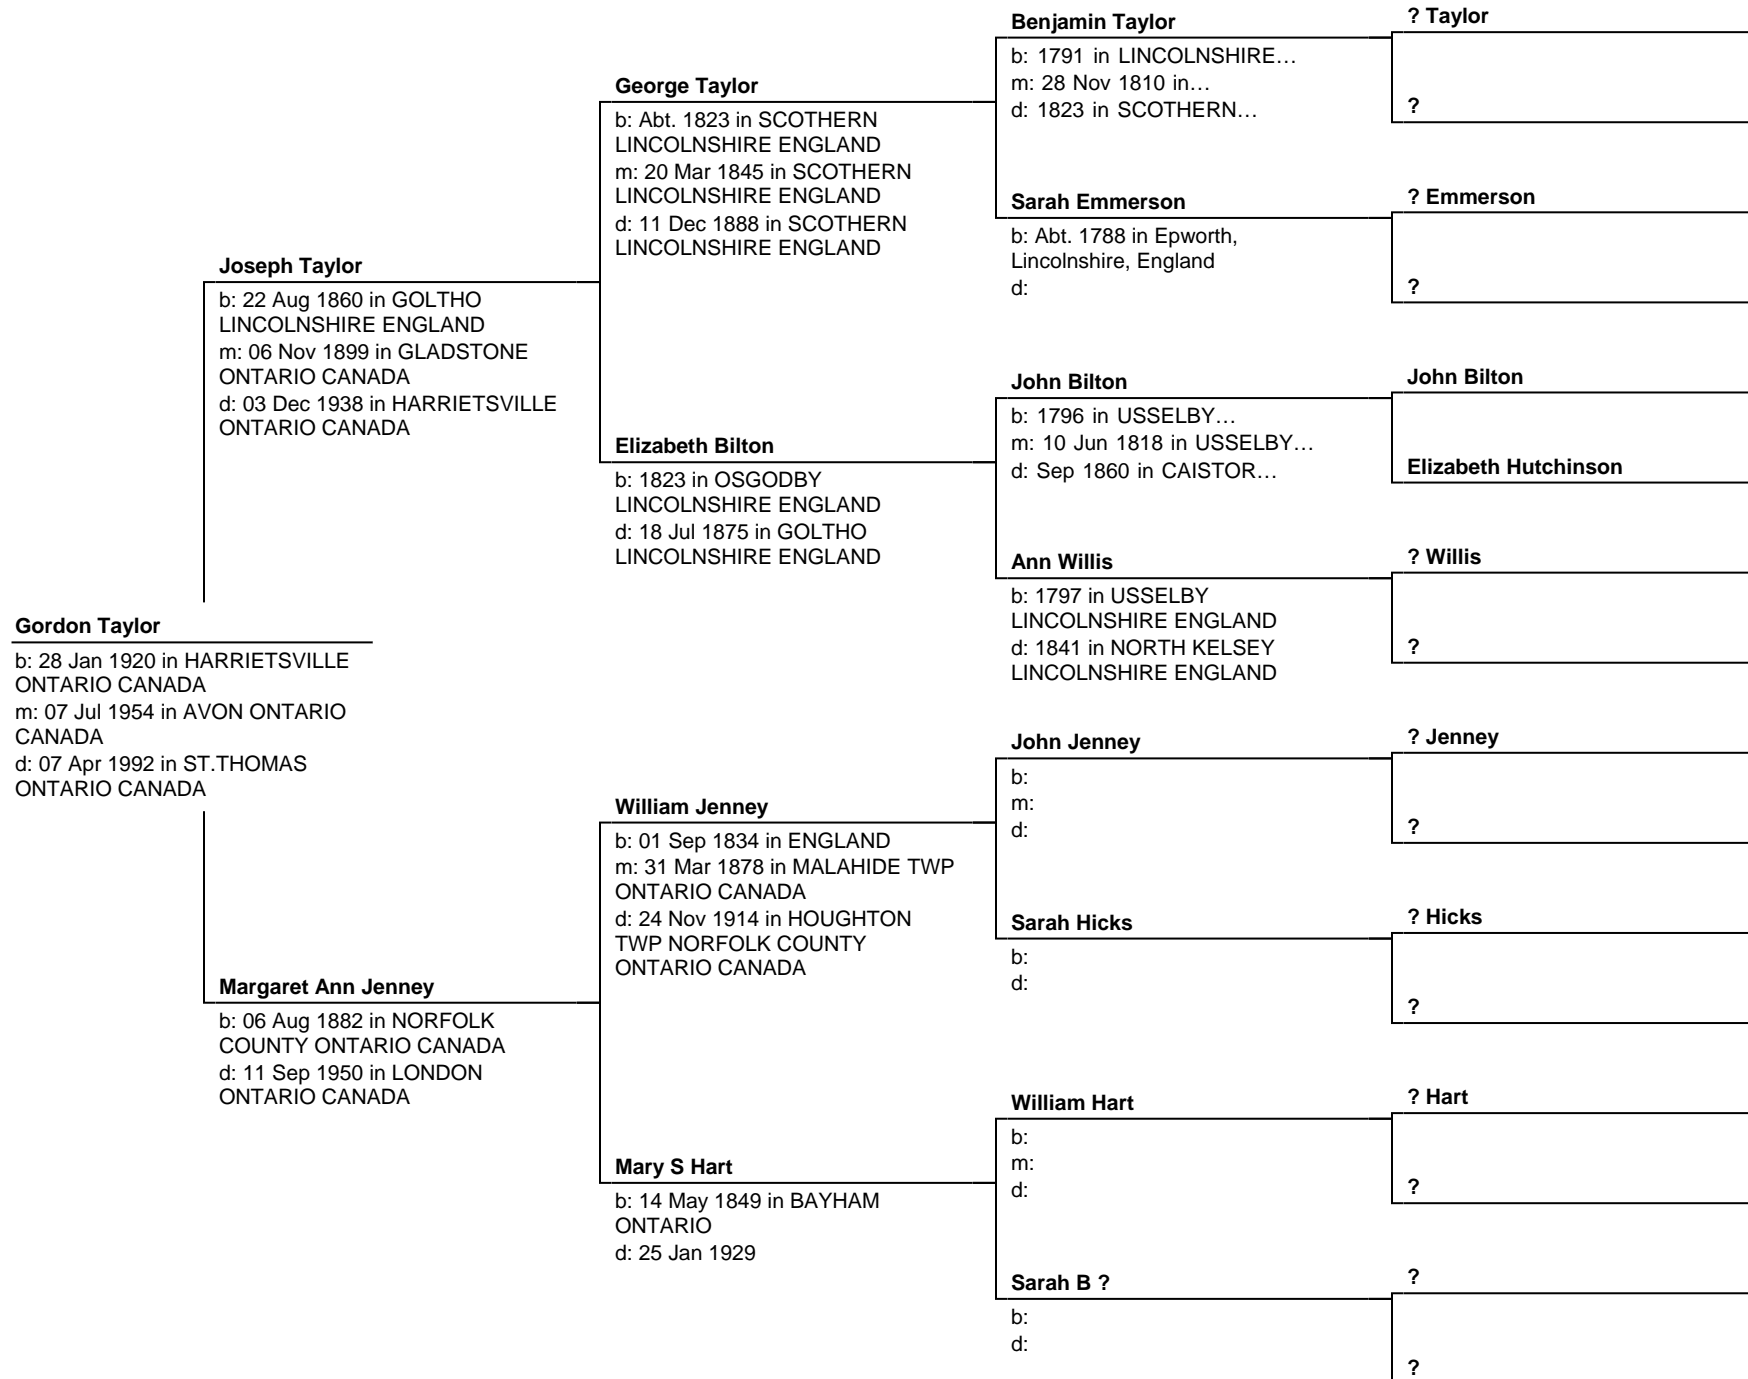 Gordon Taylor
b: 28 Jan 1920 in HARRIETSVILLE
ONTARIO CANADA
m: 07 Jul 1954 in AVON ONTARIO
CANADA
d: 07 Apr 1992 in ST.THOMAS
ONTARIO CANADA
Joseph Taylor
b: 22 Aug 1860 in GOLTHO
LINCOLNSHIRE ENGLAND
m: 06 Nov 1899 in GLADSTONE
ONTARIO CANADA
d: 03 Dec 1938 in HARRIETSVILLE
ONTARIO CANADA
Margaret Ann Jenney
b: 06 Aug 1882 in NORFOLK
COUNTY ONTARIO CANADA
d: 11 Sep 1950 in LONDON
ONTARIO CANADA
George Taylor
b: Abt. 1823 in SCOTHERN
LINCOLNSHIRE ENGLAND
m: 20 Mar 1845 in SCOTHERN
LINCOLNSHIRE ENGLAND
d: 11 Dec 1888 in SCOTHERN
LINCOLNSHIRE ENGLAND
Elizabeth Bilton
b: 1823 in OSGODBY
LINCOLNSHIRE ENGLAND
d: 18 Jul 1875 in GOLTHO
LINCOLNSHIRE ENGLAND
William Jenney
b: 01 Sep 1834 in ENGLAND
m: 31 Mar 1878 in MALAHIDE TWP
ONTARIO CANADA
d: 24 Nov 1914 in HOUGHTON
TWP NORFOLK COUNTY
ONTARIO CANADA
Mary S Hart
b: 14 May 1849 in BAYHAM
ONTARIO
d: 25 Jan 1929
Benjamin Taylor
b: 1791 in LINCOLNSHIRE…
m: 28 Nov 1810 in…
d: 1823 in SCOTHERN…
Sarah Emmerson
b: Abt. 1788 in Epworth,
Lincolnshire, England
d:
John Bilton
b: 1796 in USSELBY…
m: 10 Jun 1818 in USSELBY…
d: Sep 1860 in CAISTOR…
Ann Willis
b: 1797 in USSELBY
LINCOLNSHIRE ENGLAND
d: 1841 in NORTH KELSEY
LINCOLNSHIRE ENGLAND
John Jenney
b:
m:
d:
Sarah Hicks
b:
d:
William Hart
b:
m:
d:
Sarah B ?
b:
d:
? Taylor
?
? Emmerson
?
John Bilton
Elizabeth Hutchinson
? Willis
?
? Jenney
?
? Hicks
?
? Hart
?
?
?